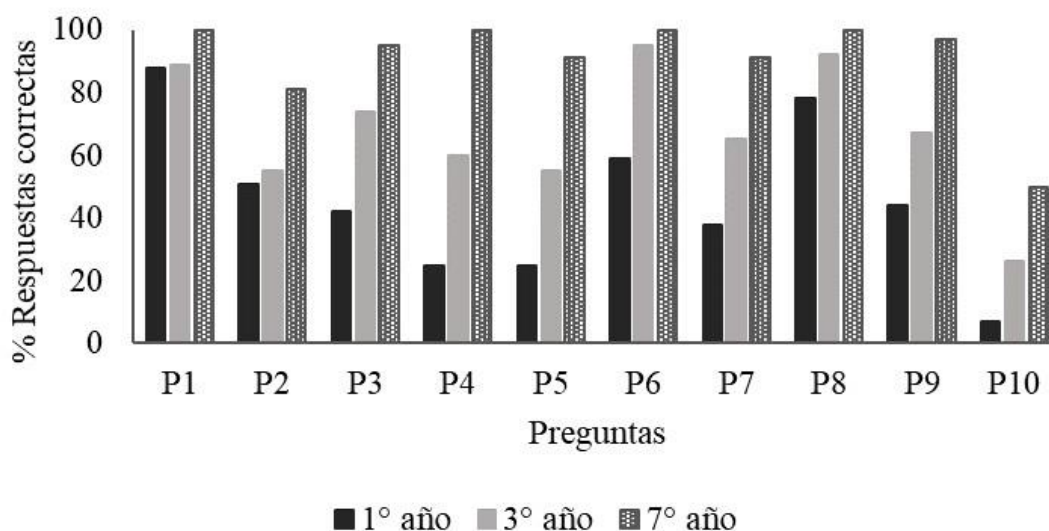 % Respuestas correctas
100
80
60
40
20
0
P1 P2 P3 P4 P5 P6 P7 P8 P9 P10
Preguntas
1° año 3° año 7° año